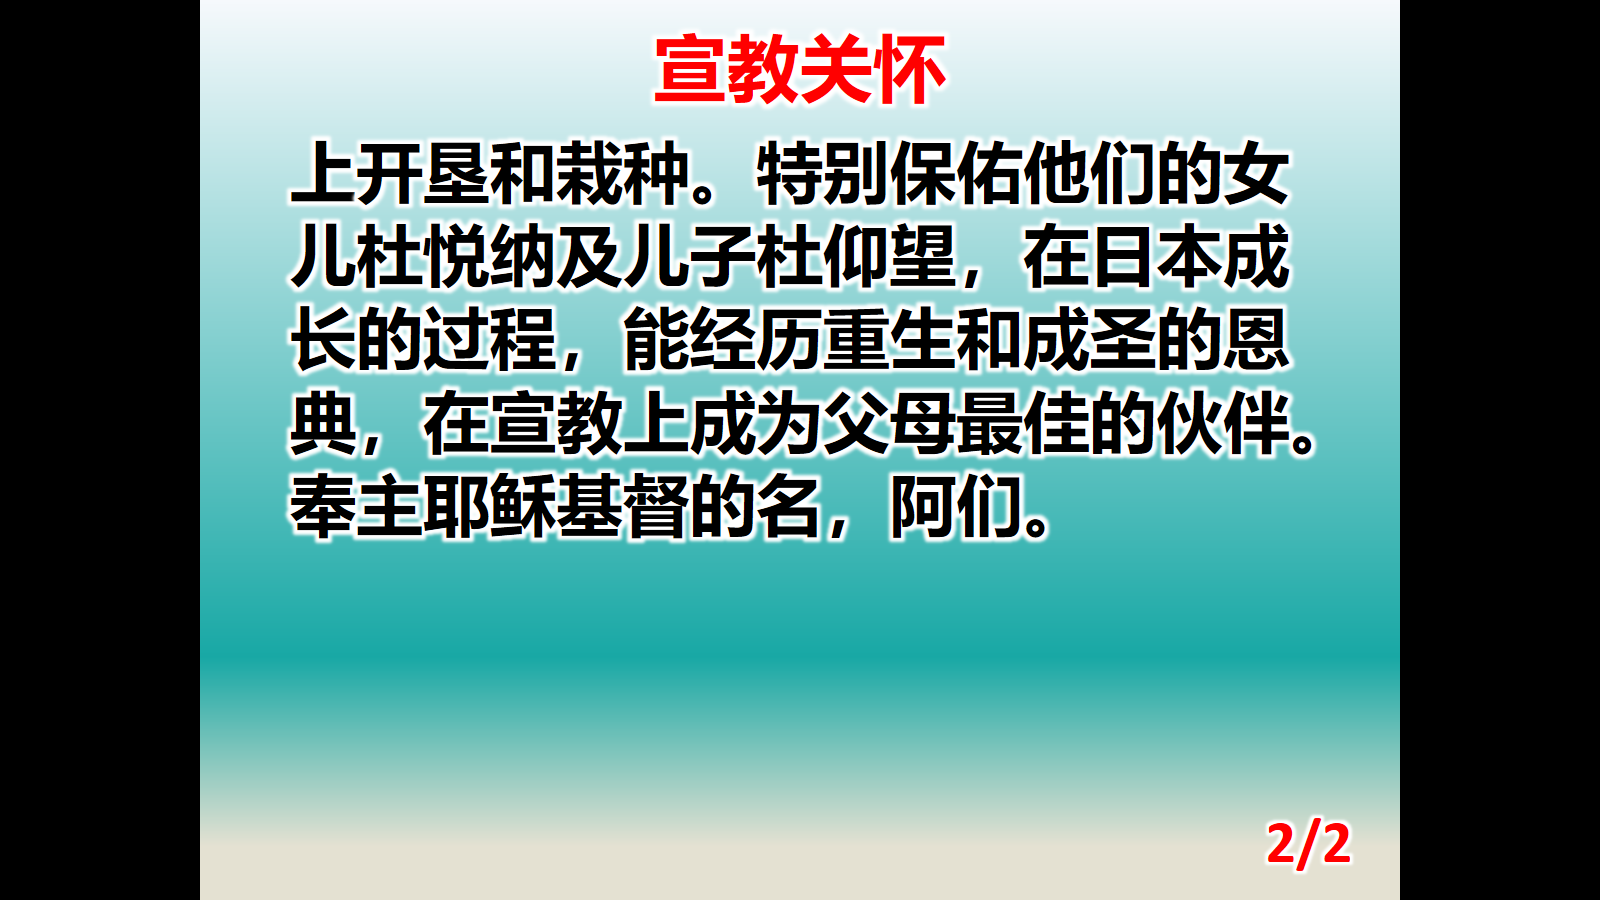 宣教关怀
上开垦和栽种。特别保佑他们的女
儿杜悦纳及儿子杜仰望，在日本成
长的过程，能经历重生和成圣的恩
典，在宣教上成为父母最佳的伙伴。
奉主耶稣基督的名，阿们。
2/2